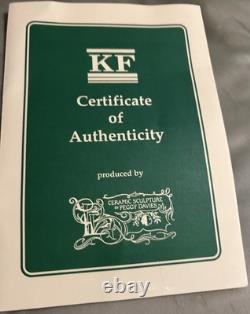 KF
Certificate
of
Authenticity
produced by
CERAMIC SCULPTURE
BY PEGGY DAVIES
ebay